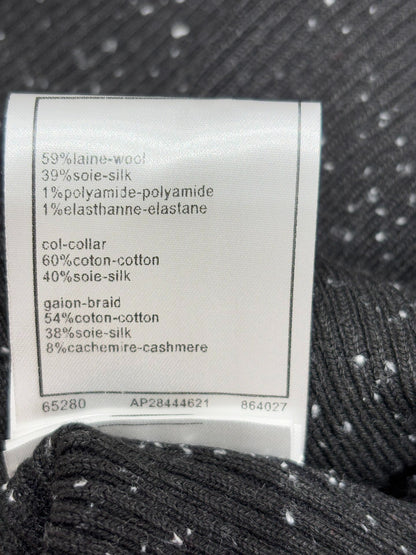 59%laine-wool
39%soie-silk
1%polyamide-polyamide
1%elasthanne-elastane
col-collar
60%coton-cotton
40%soie-silk
galon-braid
54%coton-cotton
38%soie-silk
8%cachemire-cashmere
65280 AP28444621 864027